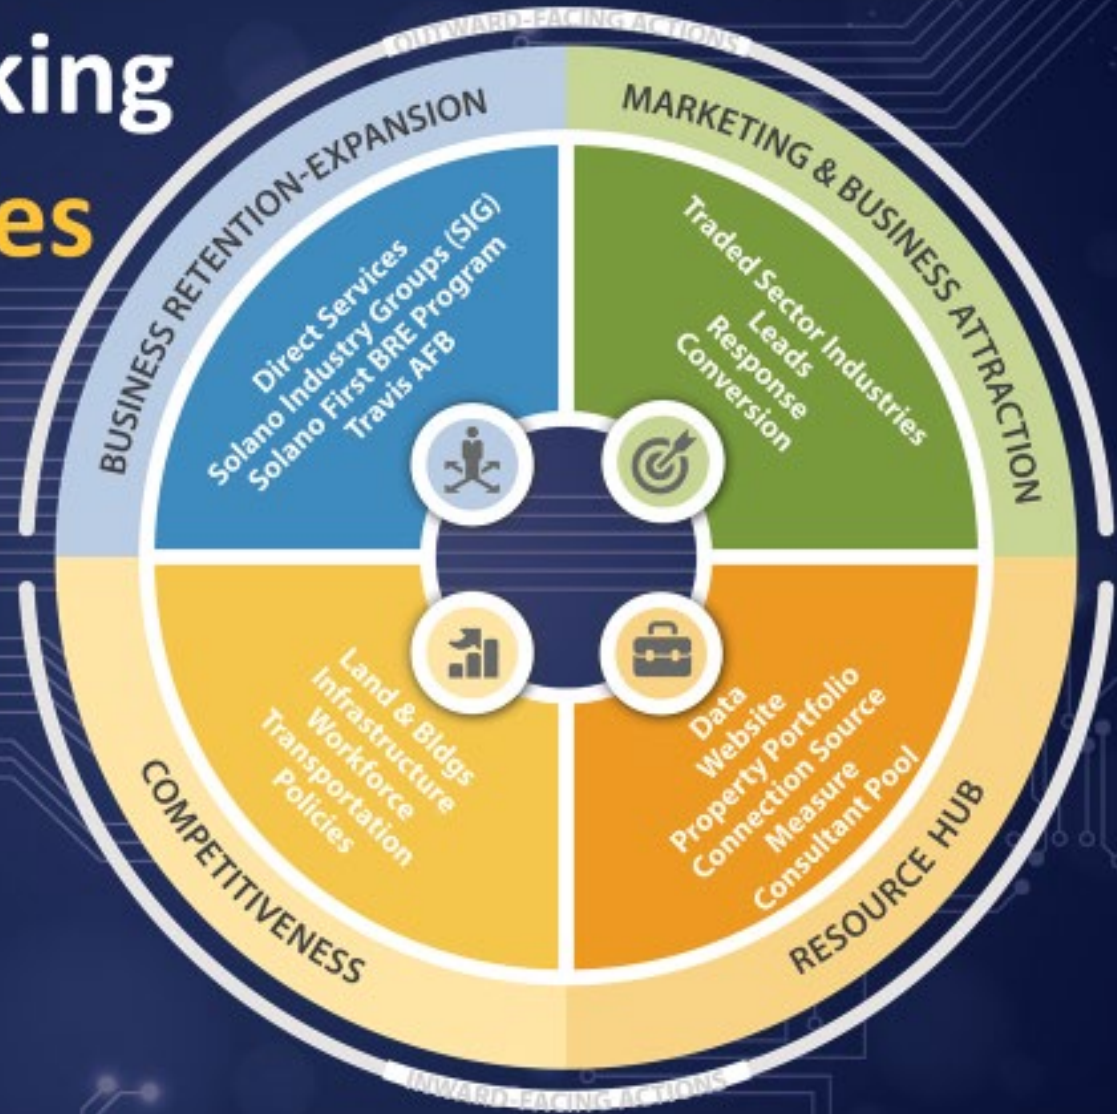 king
es
OUTWARD-FACING ACTIONS
BUSINESS RETENTION-EXPANSION
Direct Services
Solano Industry Groups (SIG)
Solano First BRE Program
Travis AFB
MARKETING & BUSINESS ATTRACTION
Traded Sector Industries
Leads
Response
Conversion
COMPETITIVENESS
Land & Bldgs
Infrastructure
Workforce
Transportation
Policies
RESOURCE HUB
Data
Website
Property Portfolio
Connection Source
Measure
Consultant Pool
INWARD-FACING ACTIONS